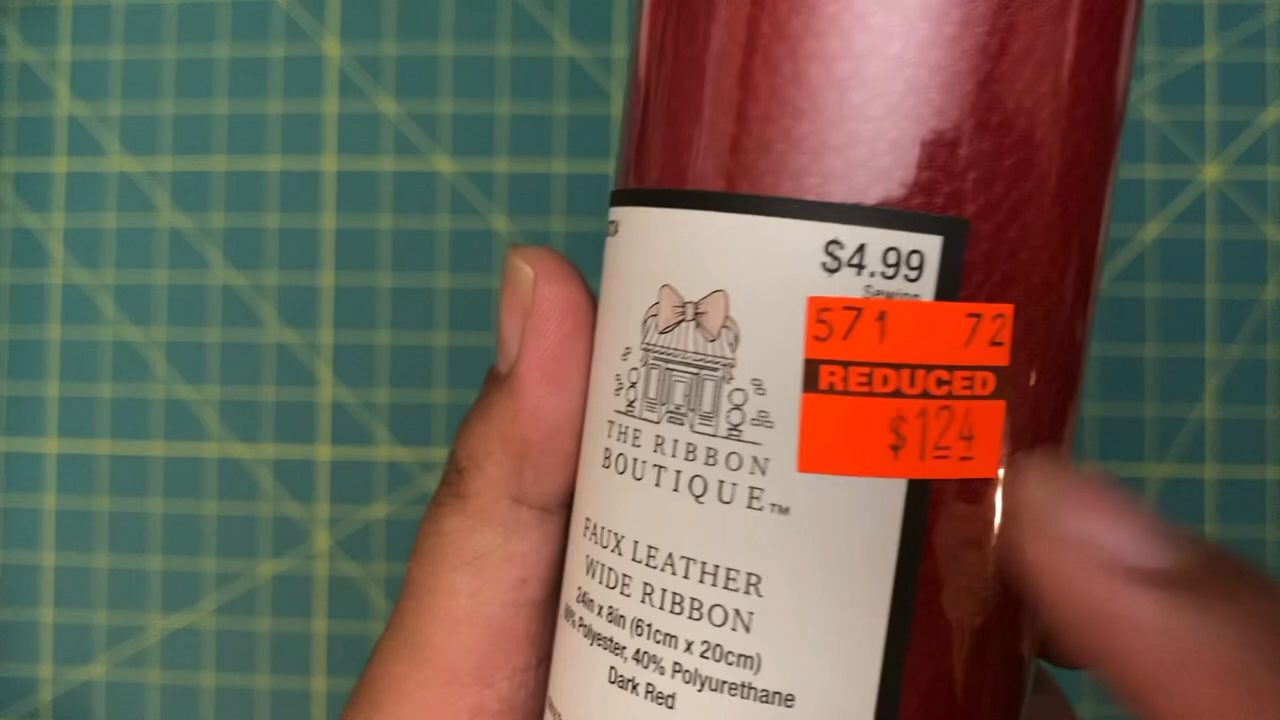 $4.99
Sewing
571 72
REDUCED
$1.24
THE RIBBON
BOUTIQUE™
FAUX LEATHER
WIDE RIBBON
24in x 8in (61cm x 20cm)
Polyester, 40% Polyurethane
Dark Red